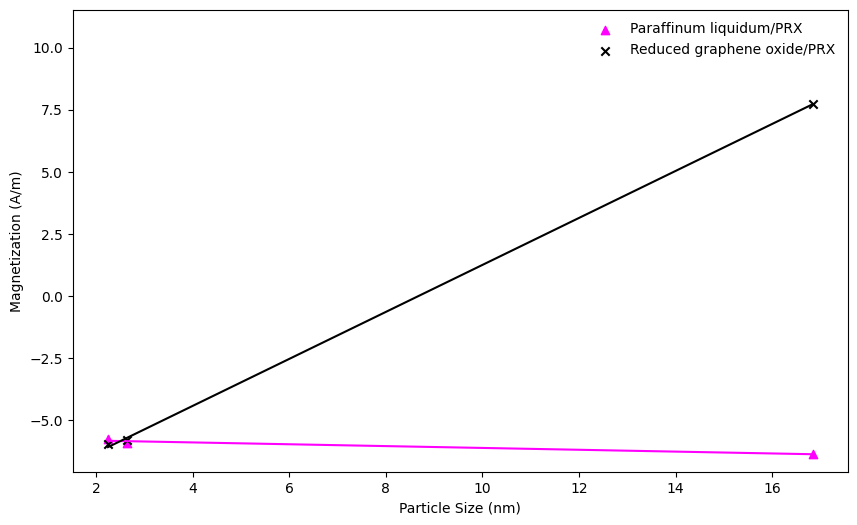 Paraffinum liquidum/PRX
Reduced graphene oxide/PRX
10.0
7.5
5.0
2.5
0.0
−2.5
−5.0
Magnetization (A/m)
2 4 6 8 10 12 14 16
Particle Size (nm)